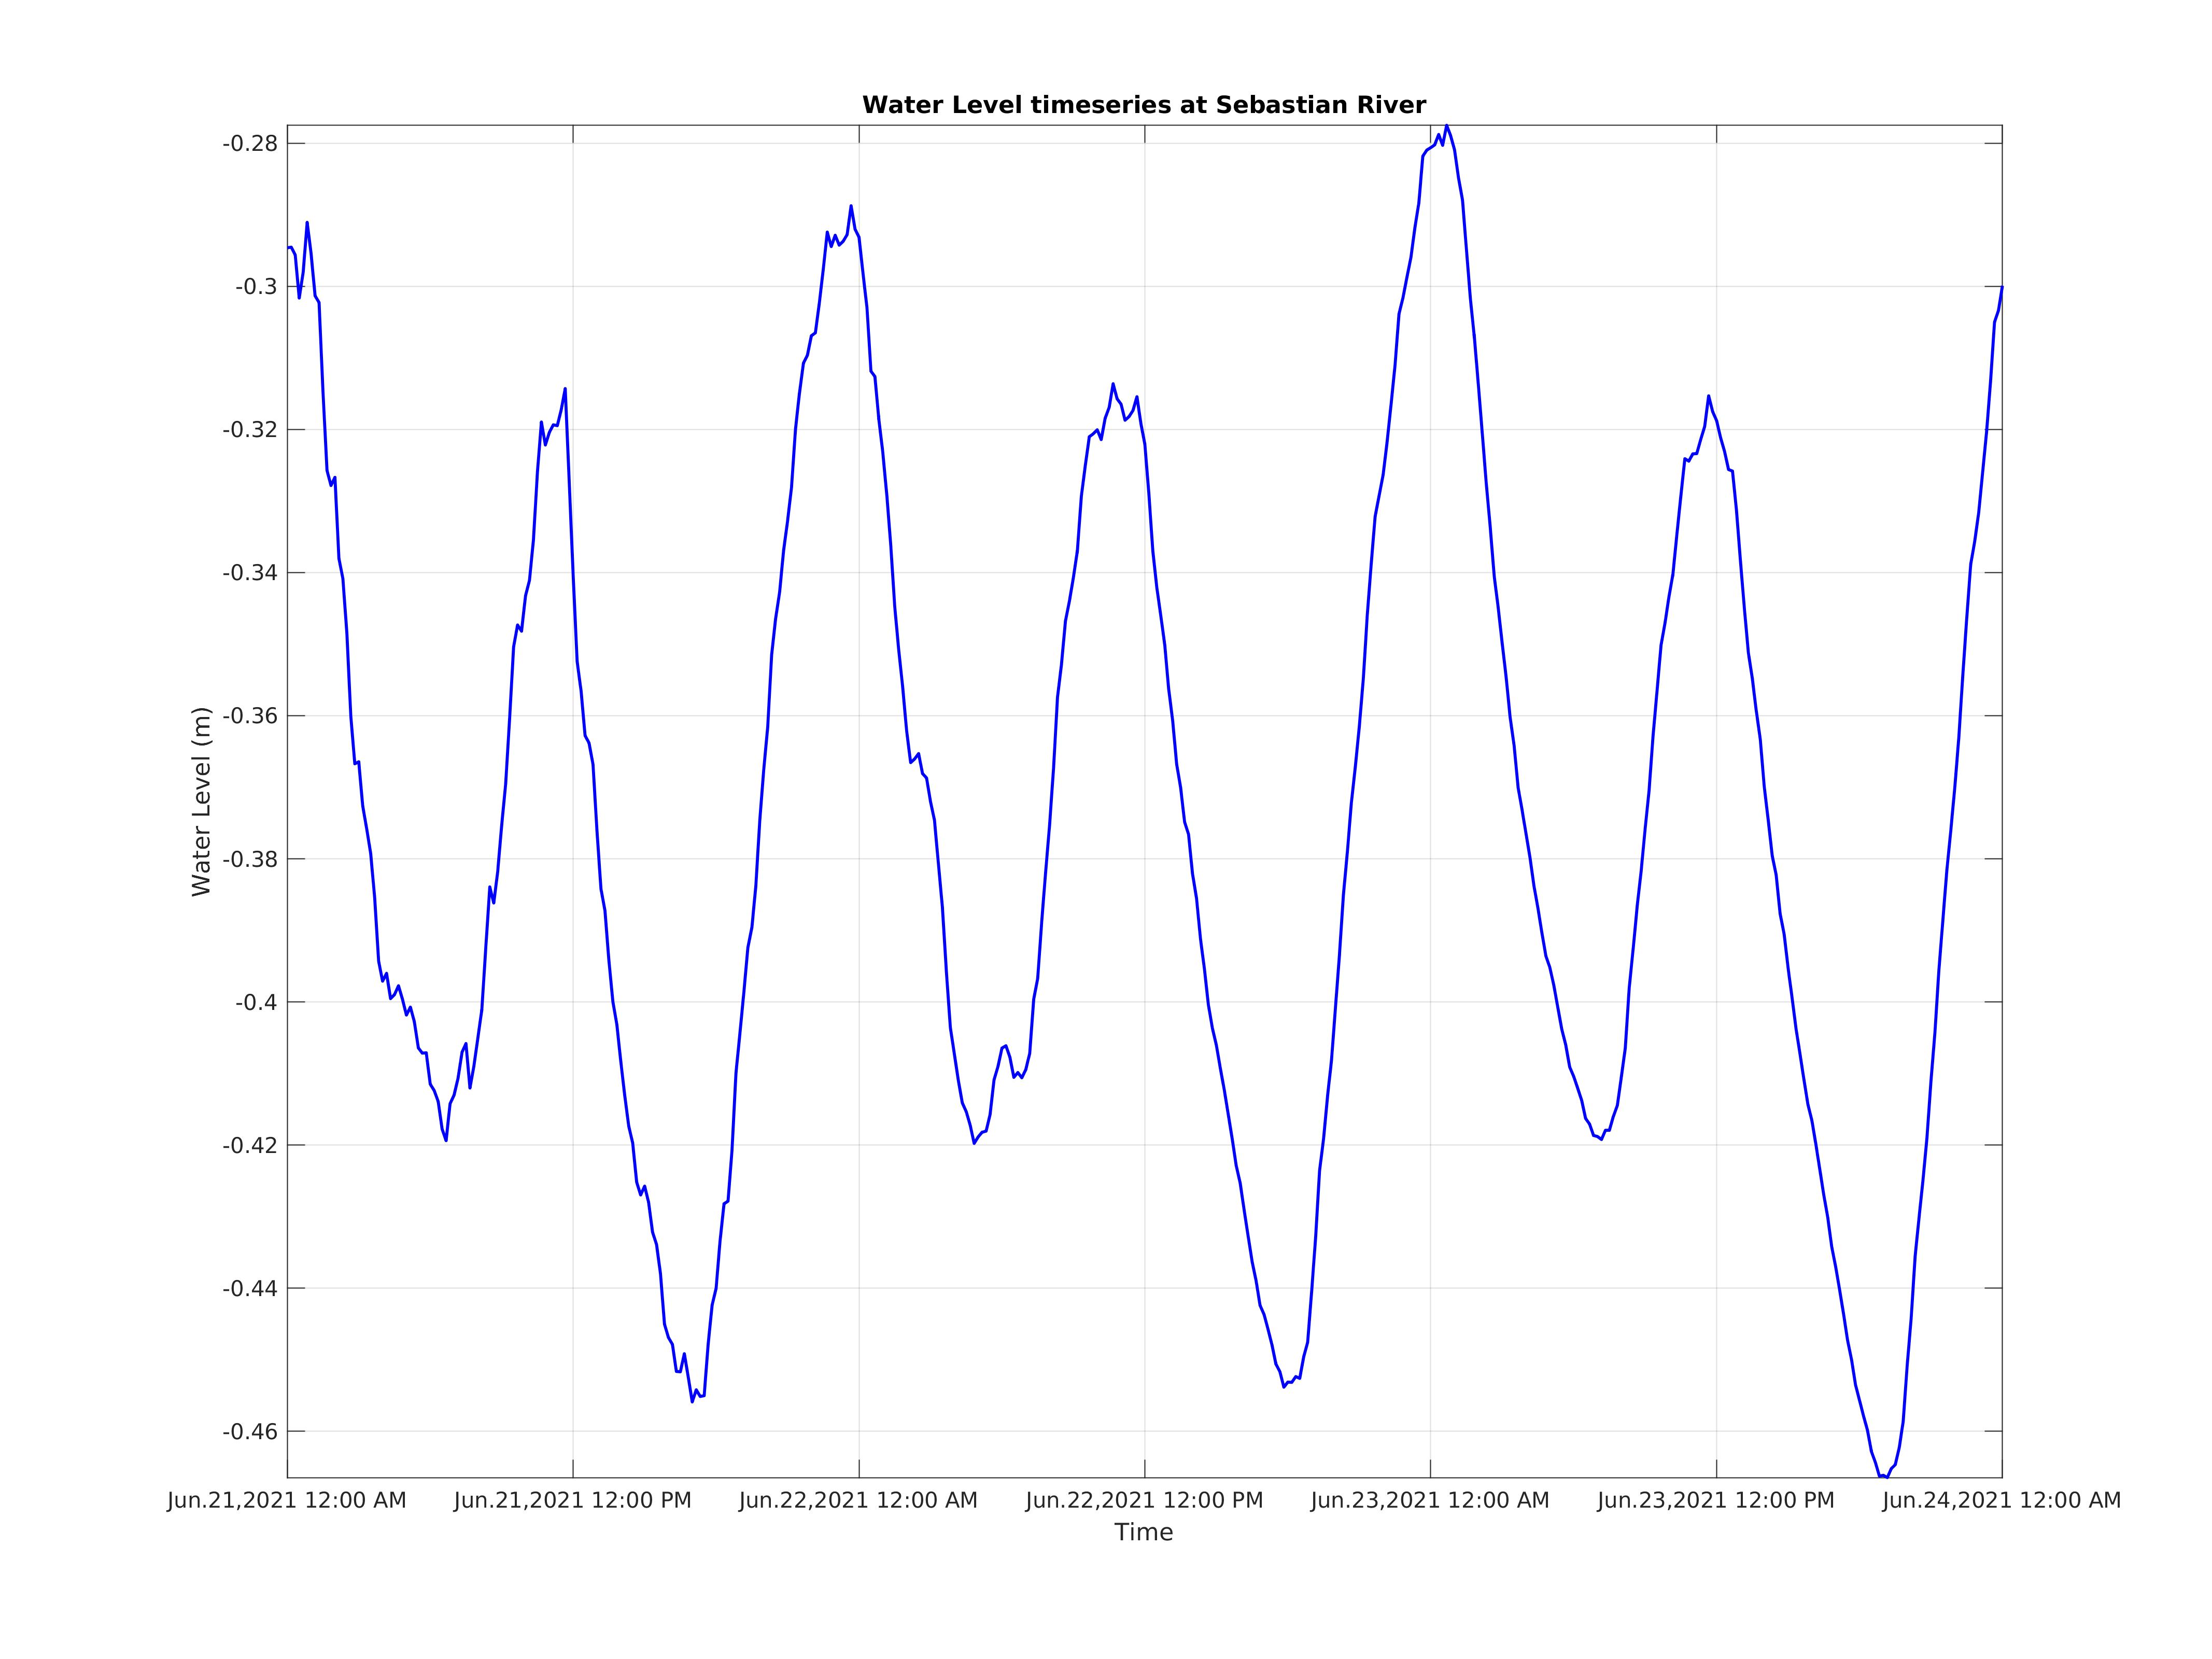 Water Level timeseries at Sebastian River
-0.28
-0.3
-0.32
-0.34
-0.36
-0.38
-0.4
-0.42
-0.44
-0.46
Water Level (m)
Jun.21,2021 12:00 AM
Jun.21,2021 12:00 PM
Jun.22,2021 12:00 AM
Jun.22,2021 12:00 PM
Jun.23,2021 12:00 AM
Jun.23,2021 12:00 PM
Jun.24,2021 12:00 AM
Time